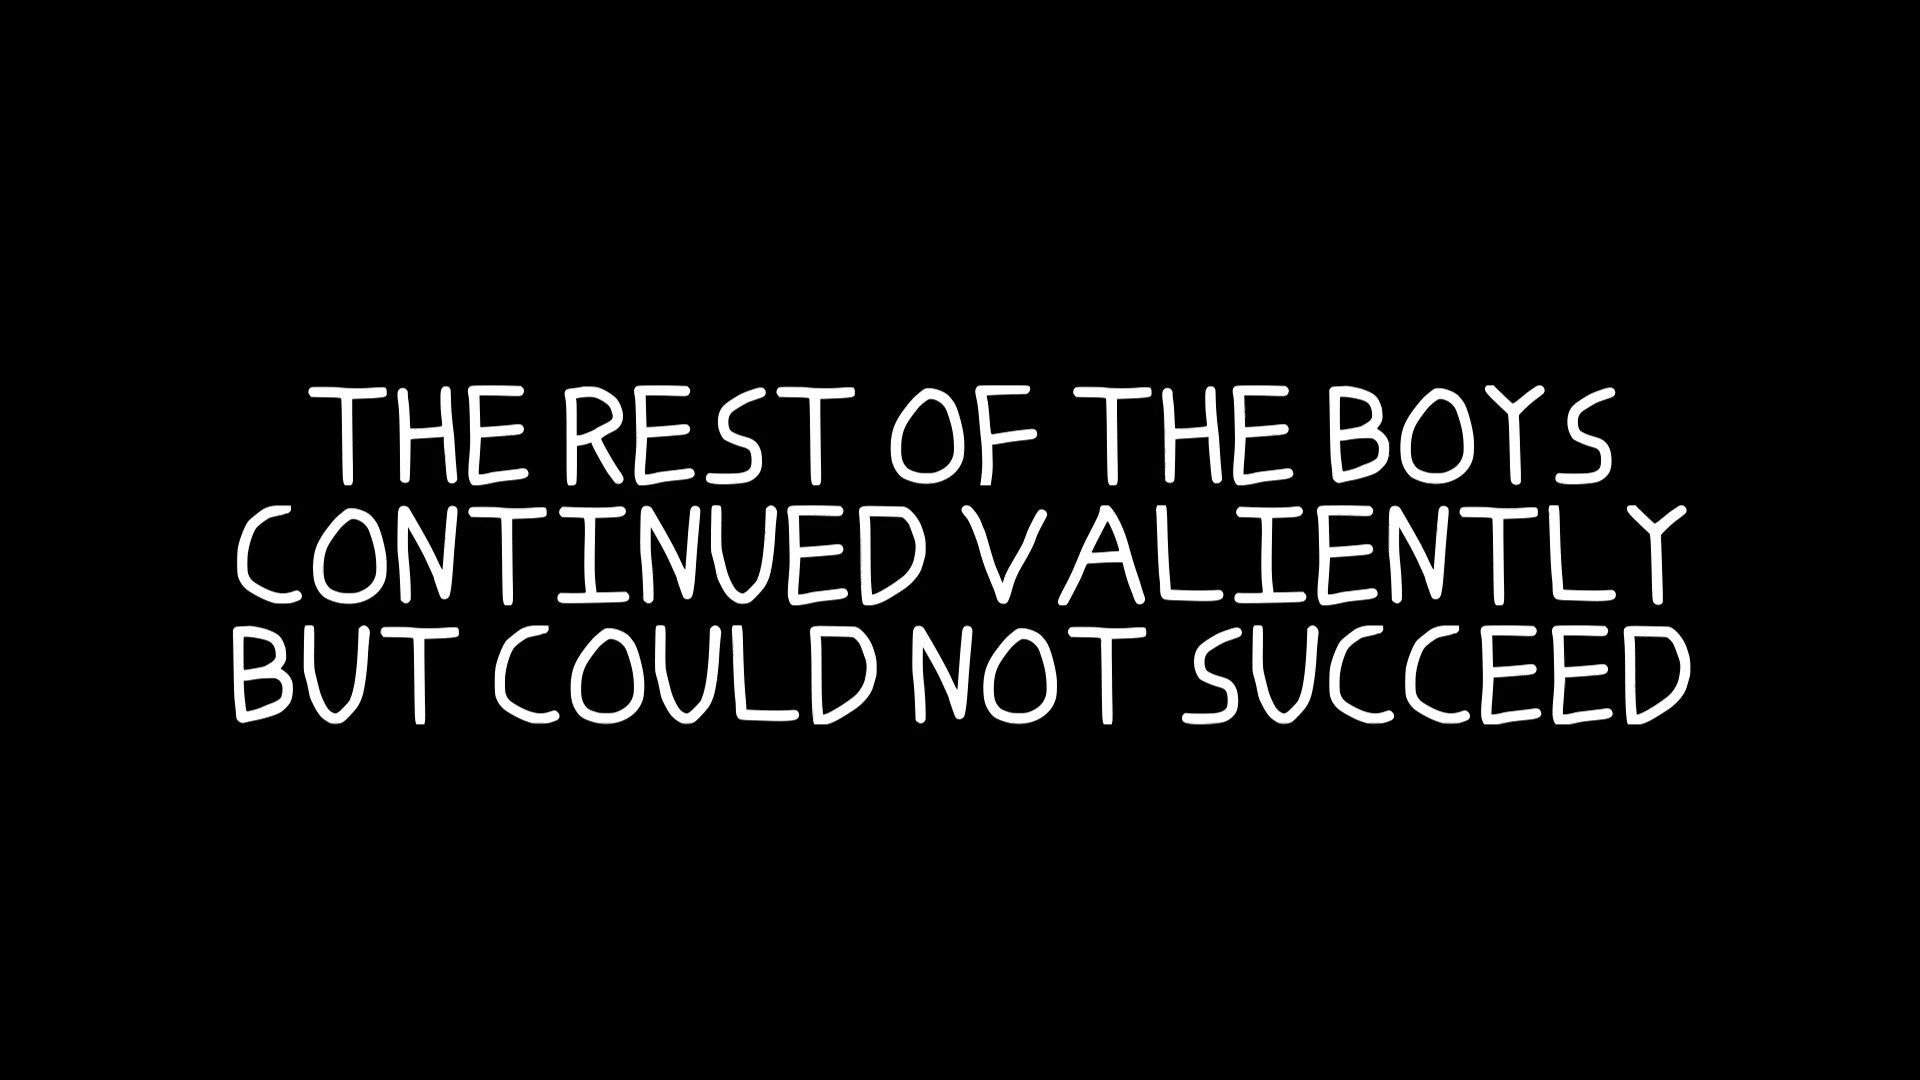 THE REST OF THE BOYS
CONTINUED VALIENTLY
BUT COULD NOT SUCCEED